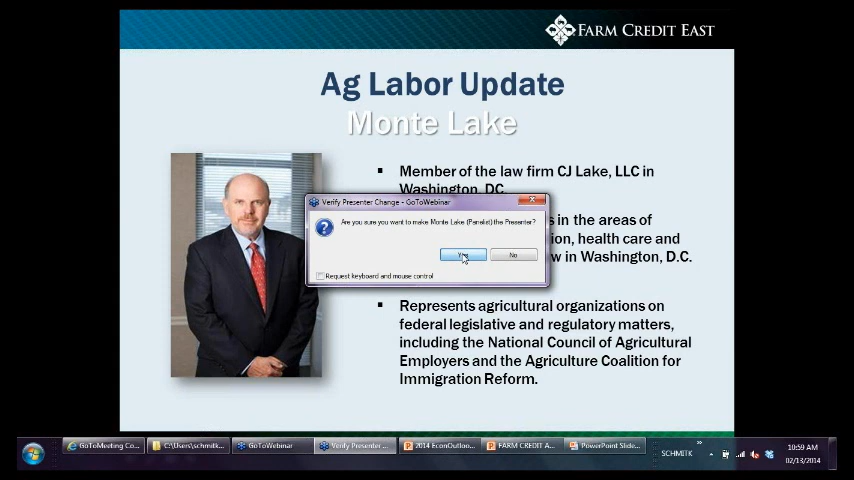 FARM CREDIT EAST
Ag Labor Update
Monte Lake
▪ Member of the law firm CJ Lake, LLC in
Washington, DC.
Verify Presenter Change - GoToWebinar
Are you sure you want to make Monte Lake (Panelist) the Presenter?
Yes
No
Request keyboard and mouse control
s in the areas of
ion, health care and
w in Washington, D.C.
▪ Represents agricultural organizations on
federal legislative and regulatory matters,
including the National Council of Agricultural
Employers and the Agriculture Coalition for
Immigration Reform.
GoToMeeting Co...
C:\Users\schmitk...
GoToWebinar
Verify Presenter ...
2014 EconOutloo...
FARM CREDIT A...
PowerPoint Slide...
SCHMITK
10:59 AM
02/13/2014